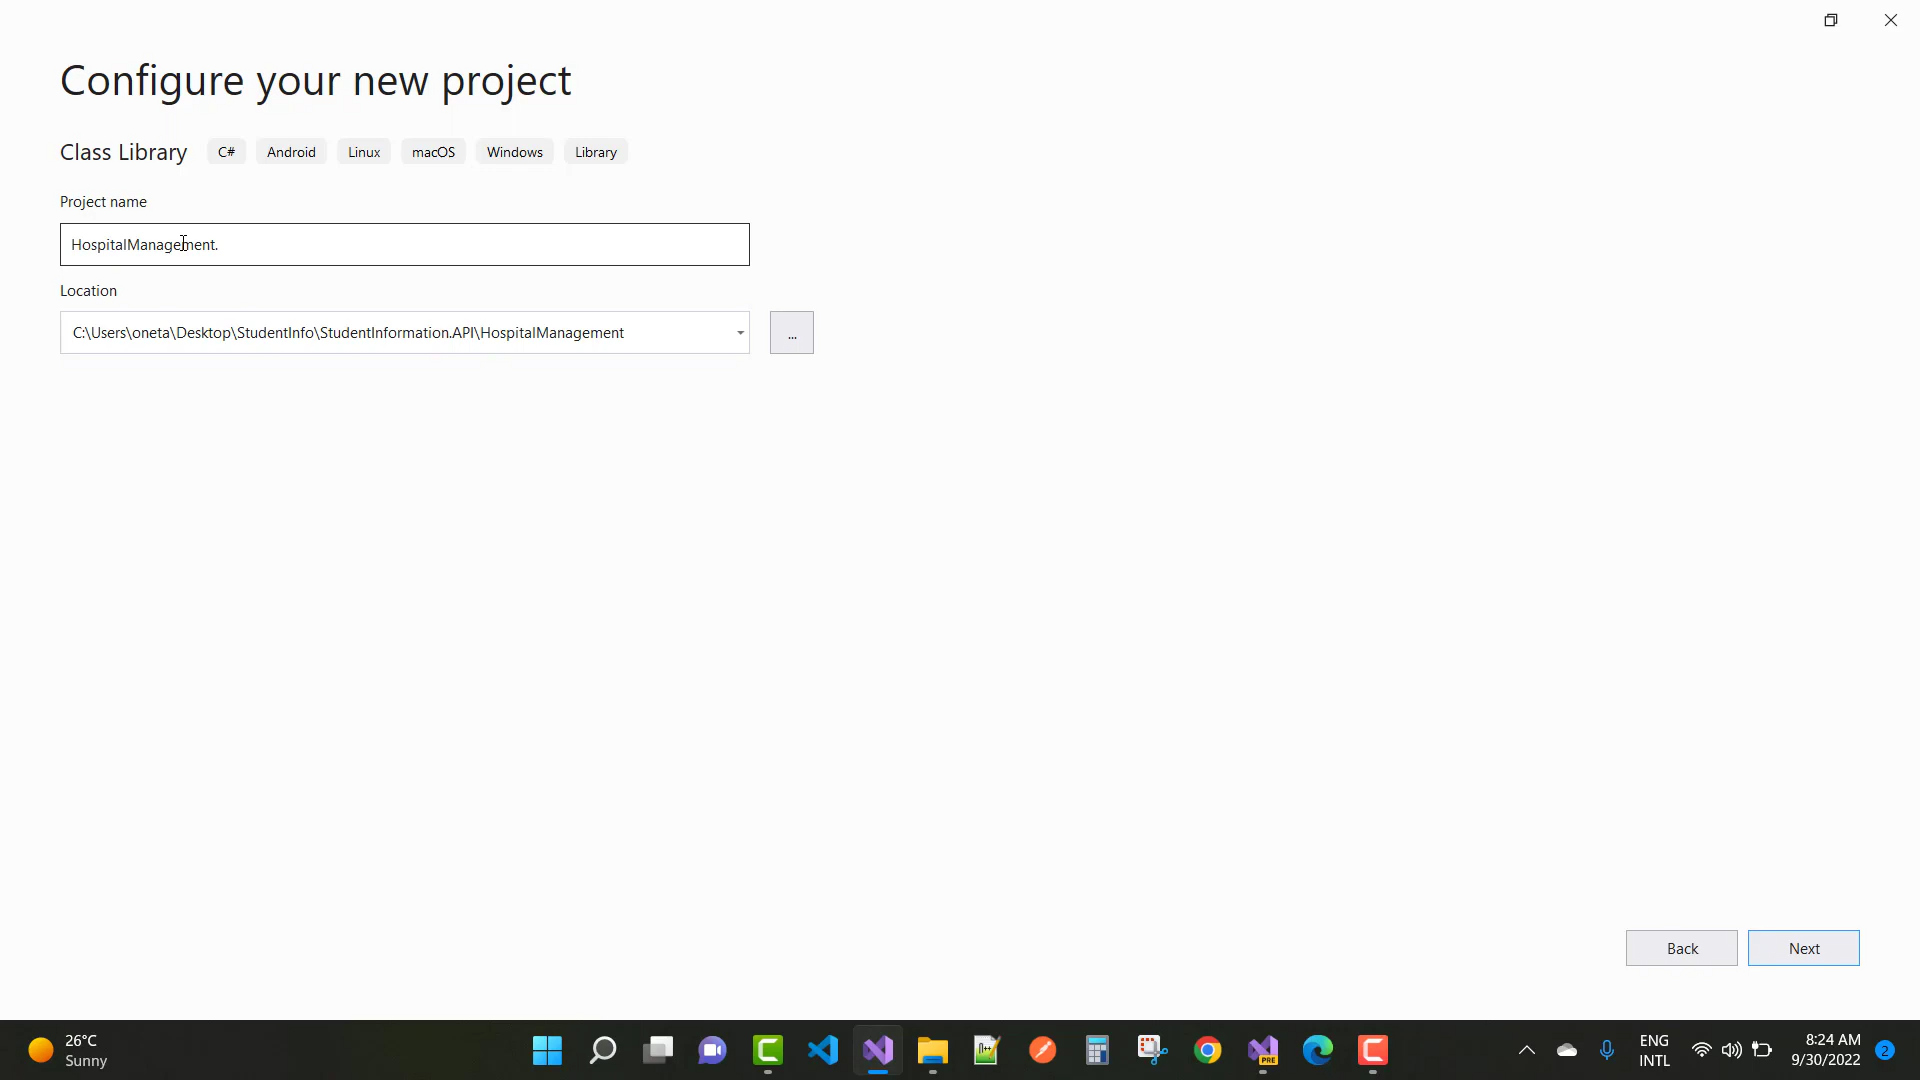 Configure your new project
Class Library C# Android Linux macOS Windows Library
Project name
HospitalManagement.
Location
C:\Users\oneta\Desktop\StudentInfo\StudentInformation.API\HospitalManagement
...
Back Next
26°C
Sunny
PRE
ENG
INTL
8:24 AM
9/30/2022
2